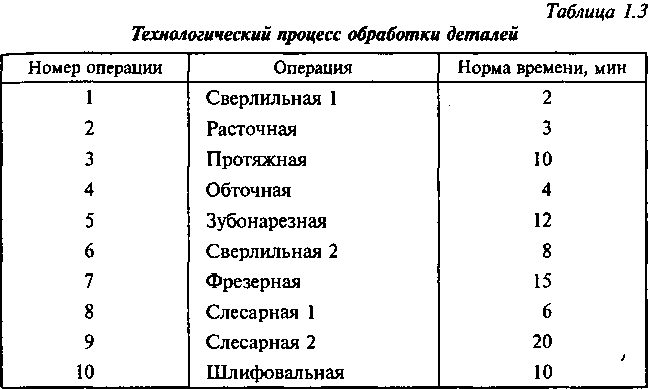 Таблица 1.3
Технологический процесс обработки деталей
Номер операции Операция Норма времени, мин
1 Сверлильная 1 2
2 Расточная 3
3 Протяжная 10
4 Обточная 4
5 Зубонарезная 12
6 Сверлильная 2 8
7 Фрезерная 15
8 Слесарная 1 6
9 Слесарная 2 20
10 Шлифовальная 10